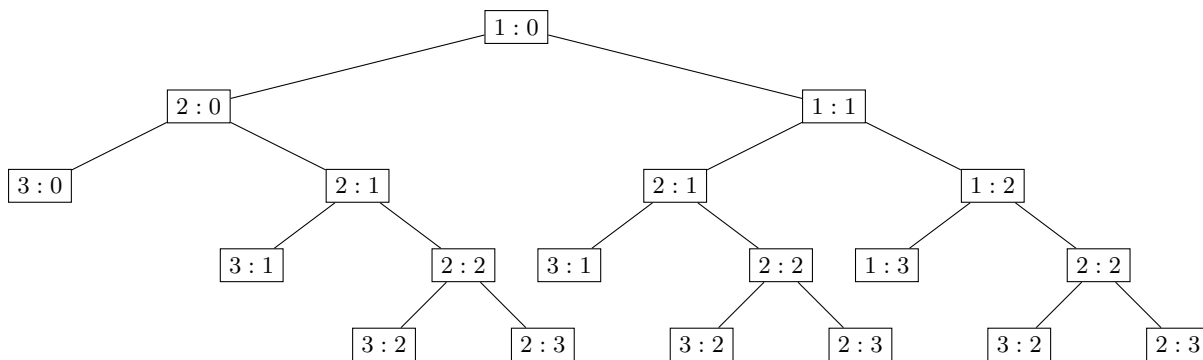 1 : 0
2 : 0 1 : 1
3 : 0 2 : 1 2 : 1 1 : 2
3 : 1 2 : 2 3 : 1 2 : 2 1 : 3 2 : 2
3 : 2 2 : 3 3 : 2 2 : 3 3 : 2 2 : 3